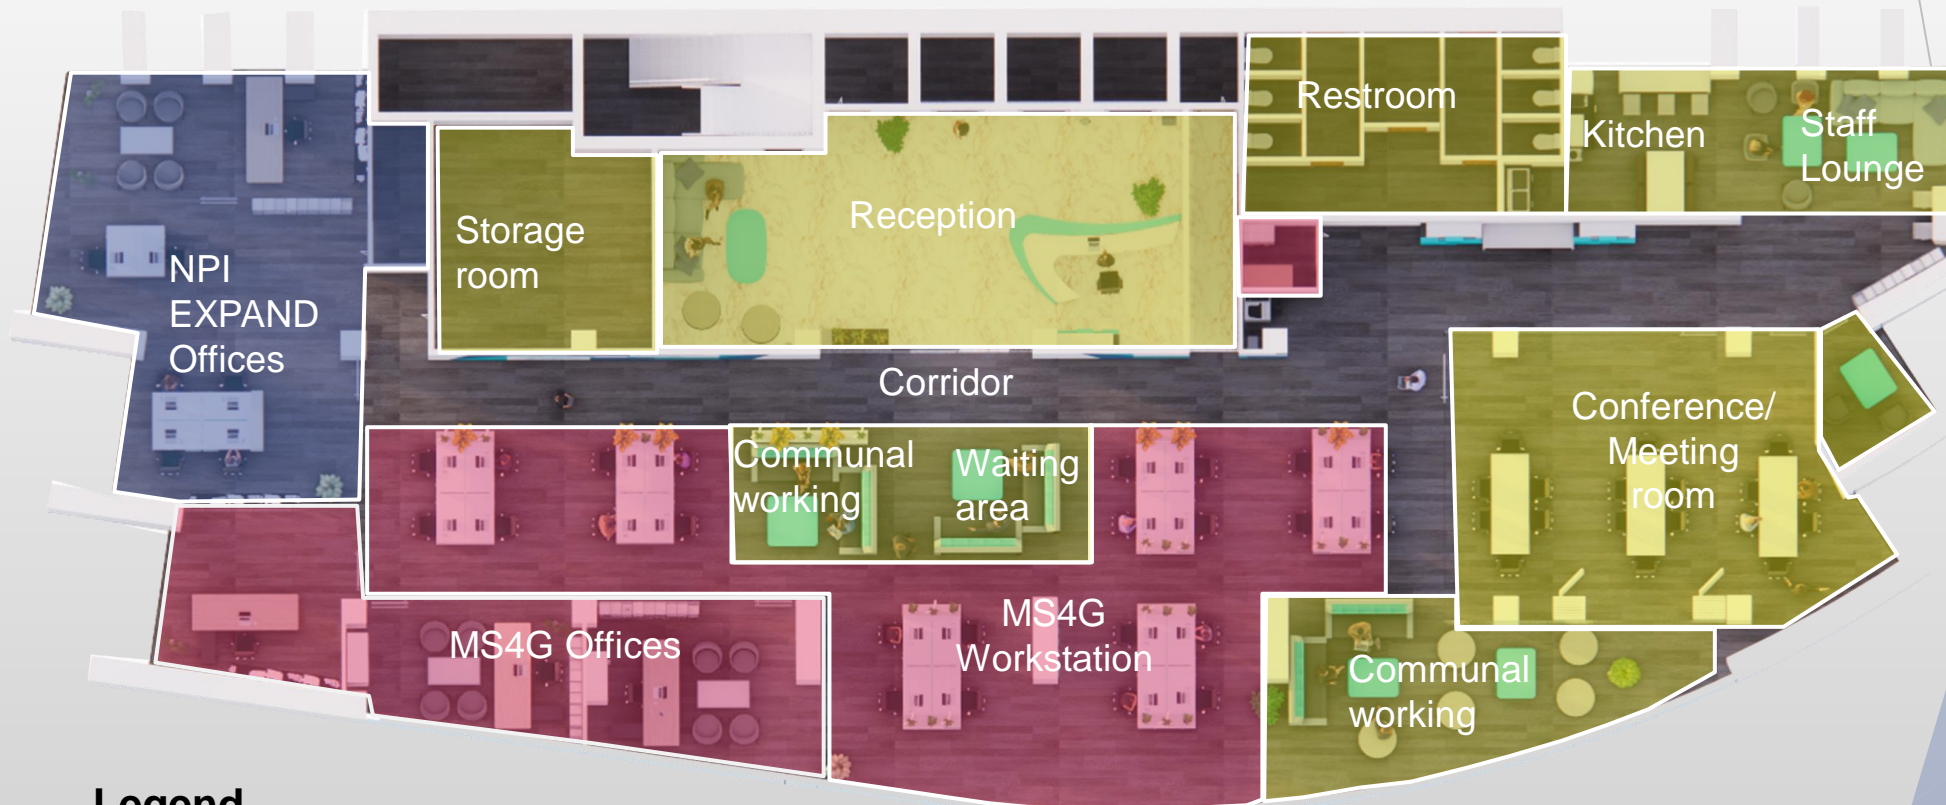 Restroom
Kitchen
Staff
Lounge
Storage
room
Reception
NPI
EXPAND
Offices
Corridor
Conference/
Meeting
room
Communal
working
Waiting
area
MS4G
Workstation
MS4G Offices
Communal
working
Legend